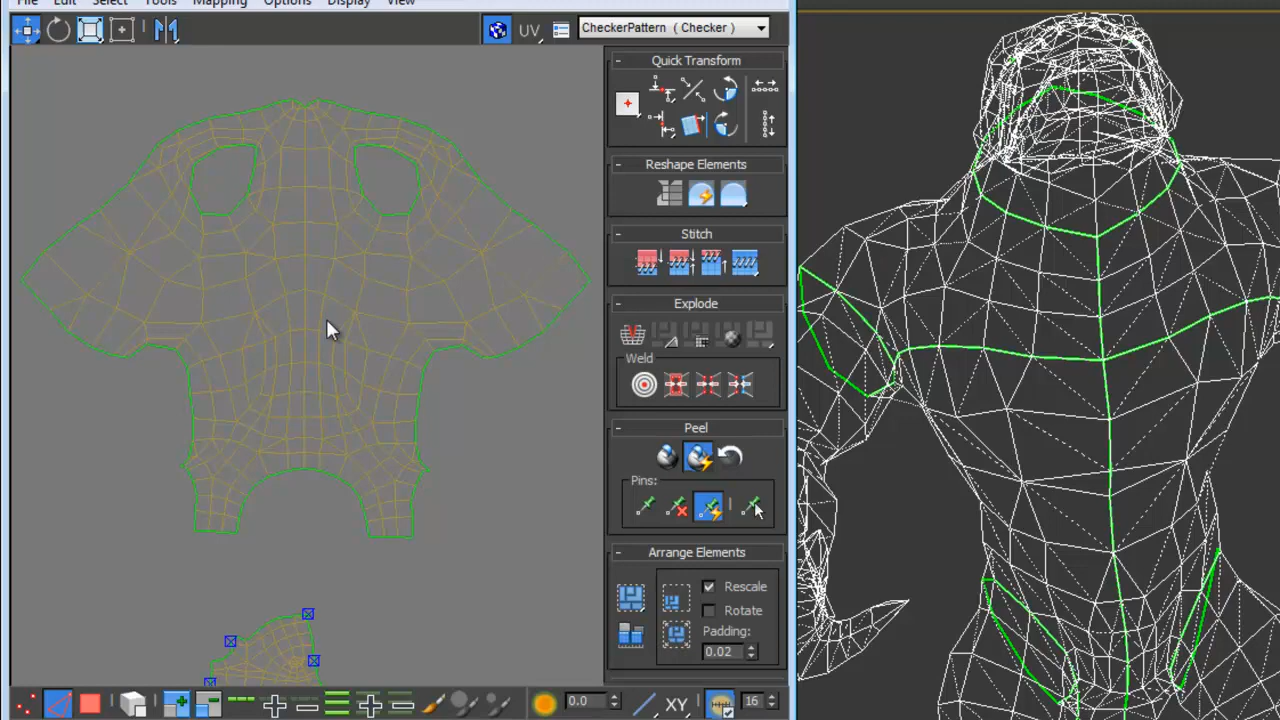 File Edit Select Tools Mapping Options Display View
UV CheckerPattern ( Checker )
- Quick Transform
- Reshape Elements
- Stitch
- Explode
Weld
- Peel
Pins:
- Arrange Elements
Rescale
Rotate
Padding:
0.02
0.0 XY 16